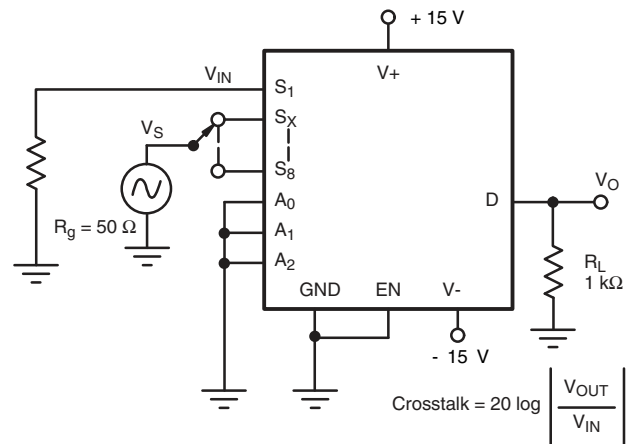 + 15 V
V+
VIN
S1
VS
SX
S8
Rg = 50 Ω
A0
A1
A2
D
VO
RL
1 kΩ
GND EN V-
- 15 V
Crosstalk = 20 log | VOUT
VIN |